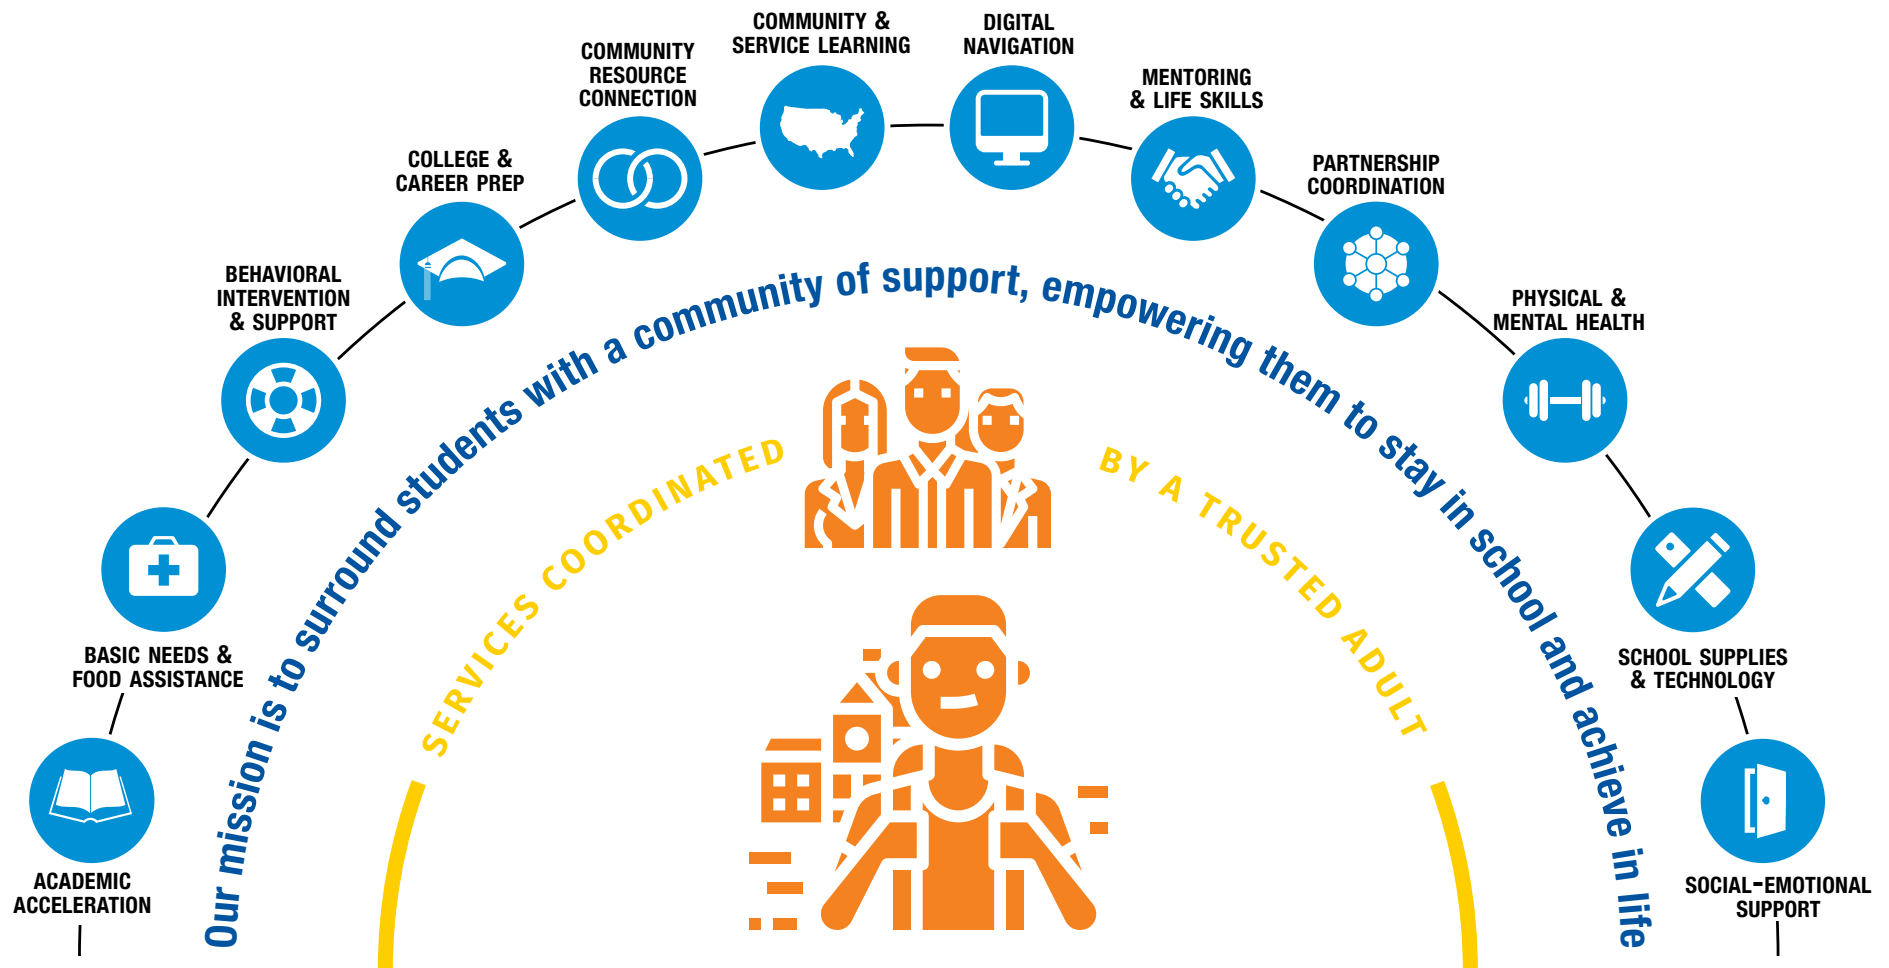 COMMUNITY &
SERVICE LEARNING
DIGITAL
NAVIGATION
COMMUNITY
RESOURCE
CONNECTION
MENTORING
& LIFE SKILLS
COLLEGE &
CAREER PREP
PARTNERSHIP
COORDINATION
BEHAVIORAL
INTERVENTION
& SUPPORT
PHYSICAL &
MENTAL HEALTH
BASIC NEEDS &
FOOD ASSISTANCE
SCHOOL SUPPLIES
& TECHNOLOGY
ACADEMIC
ACCELERATION
SOCIAL-EMOTIONAL
SUPPORT
Our mission is to surround students with a community of support, empowering them to stay in school and achieve in life
SERVICES COORDINATED BY A TRUSTED ADULT